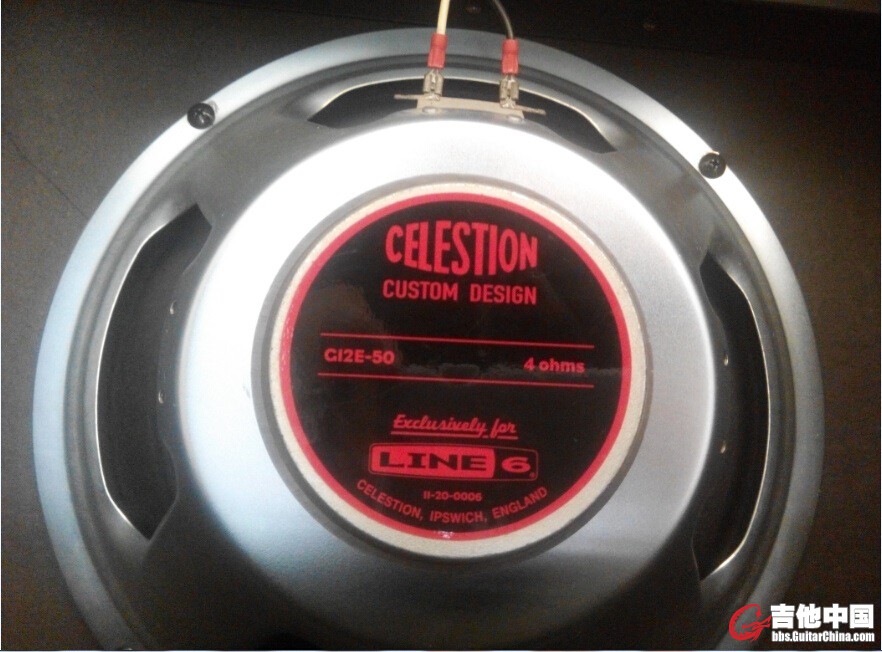 CELESTION
CUSTOM DESIGN
G12E-50 4 ohms
Exclusively for
LINE 6
11-20-0006
CELESTION, IPSWICH, ENGLAND
吉他中国
bbs.GuitarChina.com